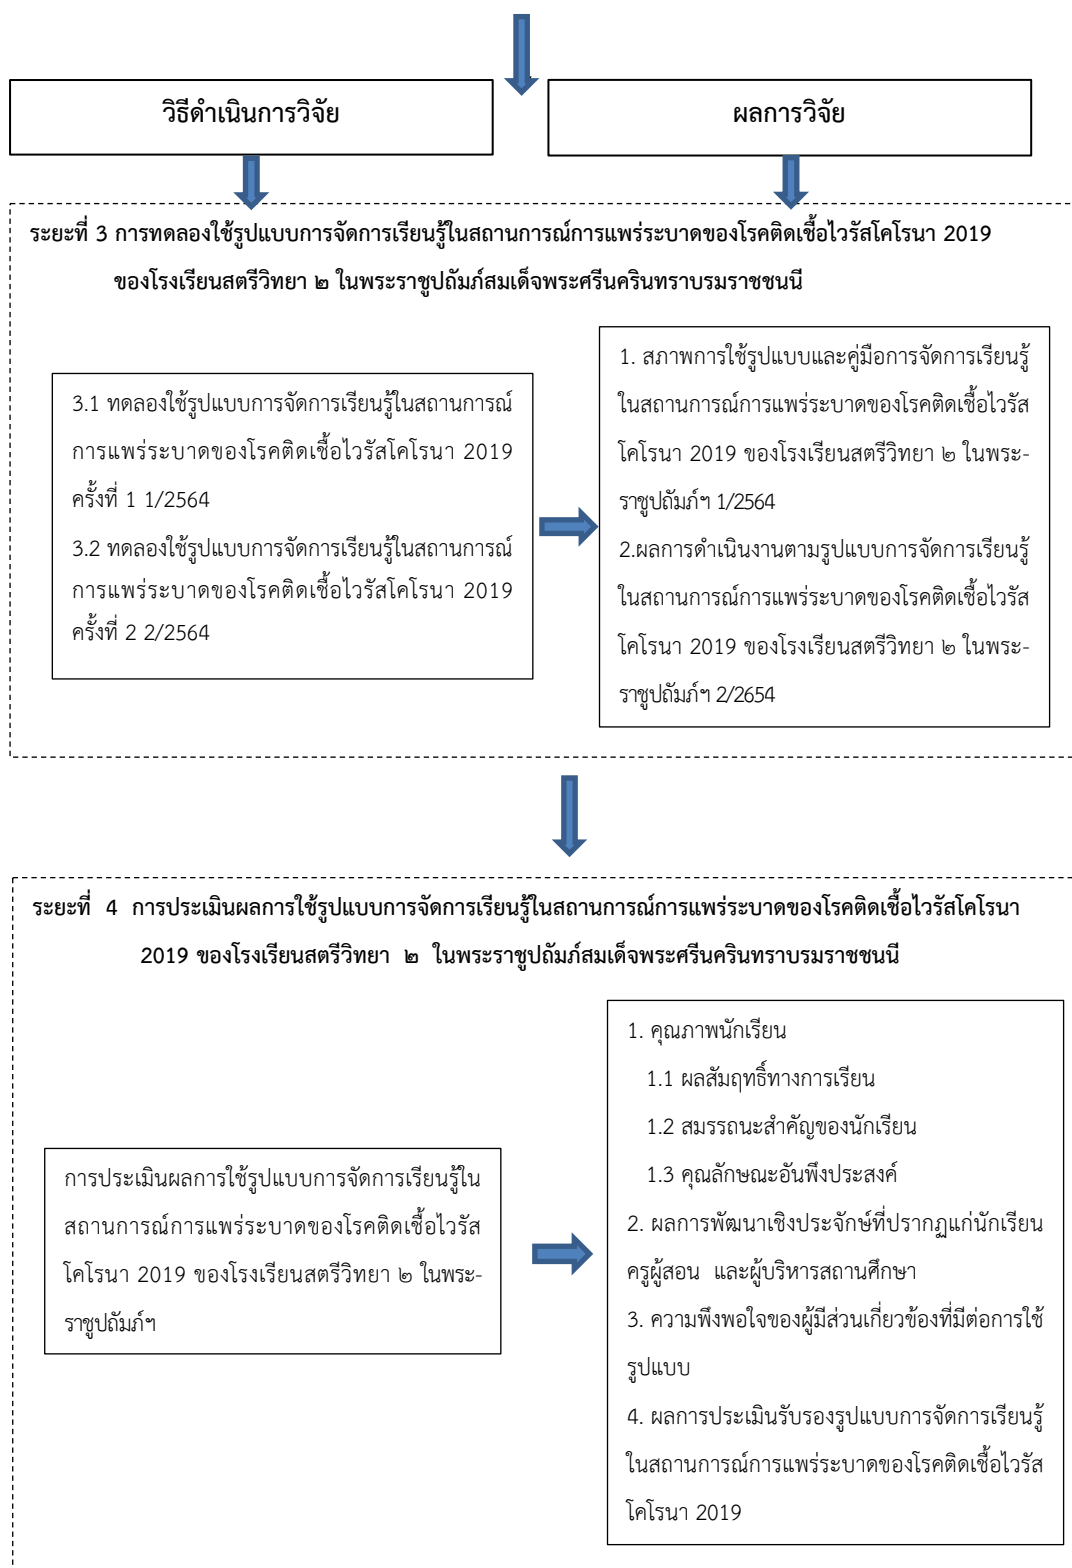 วิธีดำเนินการวิจัย
ผลการวิจัย
ระยะที่ 3 การทดลองใช้รูปแบบการจัดการเรียนรู้ในสถานการณ์การแพร่ระบาดของโรคติดเชื้อไวรัสโคโรนา 2019
ของโรงเรียนสตรีวิทยา ๒ ในพระราชูปถัมภ์สมเด็จพระศรีนครินทราบรมราชชนนี
3.1 ทดลองใช้รูปแบบการจัดการเรียนรู้ในสถานการณ์
การแพร่ระบาดของโรคติดเชื้อไวรัสโคโรนา 2019
ครั้งที่ 1 1/2564
3.2 ทดลองใช้รูปแบบการจัดการเรียนรู้ในสถานการณ์
การแพร่ระบาดของโรคติดเชื้อไวรัสโคโรนา 2019
ครั้งที่ 2 2/2564
1. สภาพการใช้รูปแบบและคู่มือการจัดการเรียนรู้
ในสถานการณ์การแพร่ระบาดของโรคติดเชื้อไวรัส
โคโรนา 2019 ของโรงเรียนสตรีวิทยา ๒ ในพระ-
ราชูปถัมภ์ฯ 1/2564
2.ผลการดำเนินงานตามรูปแบบการจัดการเรียนรู้
ในสถานการณ์การแพร่ระบาดของโรคติดเชื้อไวรัส
โคโรนา 2019 ของโรงเรียนสตรีวิทยา ๒ ในพระ-
ราชูปถัมภ์ฯ 2/2654
ระยะที่ 4 การประเมินผลการใช้รูปแบบการจัดการเรียนรู้ในสถานการณ์การแพร่ระบาดของโรคติดเชื้อไวรัสโคโรนา
2019 ของโรงเรียนสตรีวิทยา ๒ ในพระราชูปถัมภ์สมเด็จพระศรีนครินทราบรมราชชนนี
การประเมินผลการใช้รูปแบบการจัดการเรียนรู้ใน
สถานการณ์การแพร่ระบาดของโรคติดเชื้อไวรัส
โคโรนา 2019 ของโรงเรียนสตรีวิทยา ๒ ในพระ-
ราชูปถัมภ์ฯ
1. คุณภาพนักเรียน
1.1 ผลสัมฤทธิ์ทางการเรียน
1.2 สมรรถนะสำคัญของนักเรียน
1.3 คุณลักษณะอันพึงประสงค์
2. ผลการพัฒนาเชิงประจักษ์ที่ปรากฏแก่นักเรียน
ครูผู้สอน และผู้บริหารสถานศึกษา
3. ความพึงพอใจของผู้มีส่วนเกี่ยวข้องที่มีต่อการใช้
รูปแบบ
4. ผลการประเมินรับรองรูปแบบการจัดการเรียนรู้
ในสถานการณ์การแพร่ระบาดของโรคติดเชื้อไวรัส
โคโรนา 2019